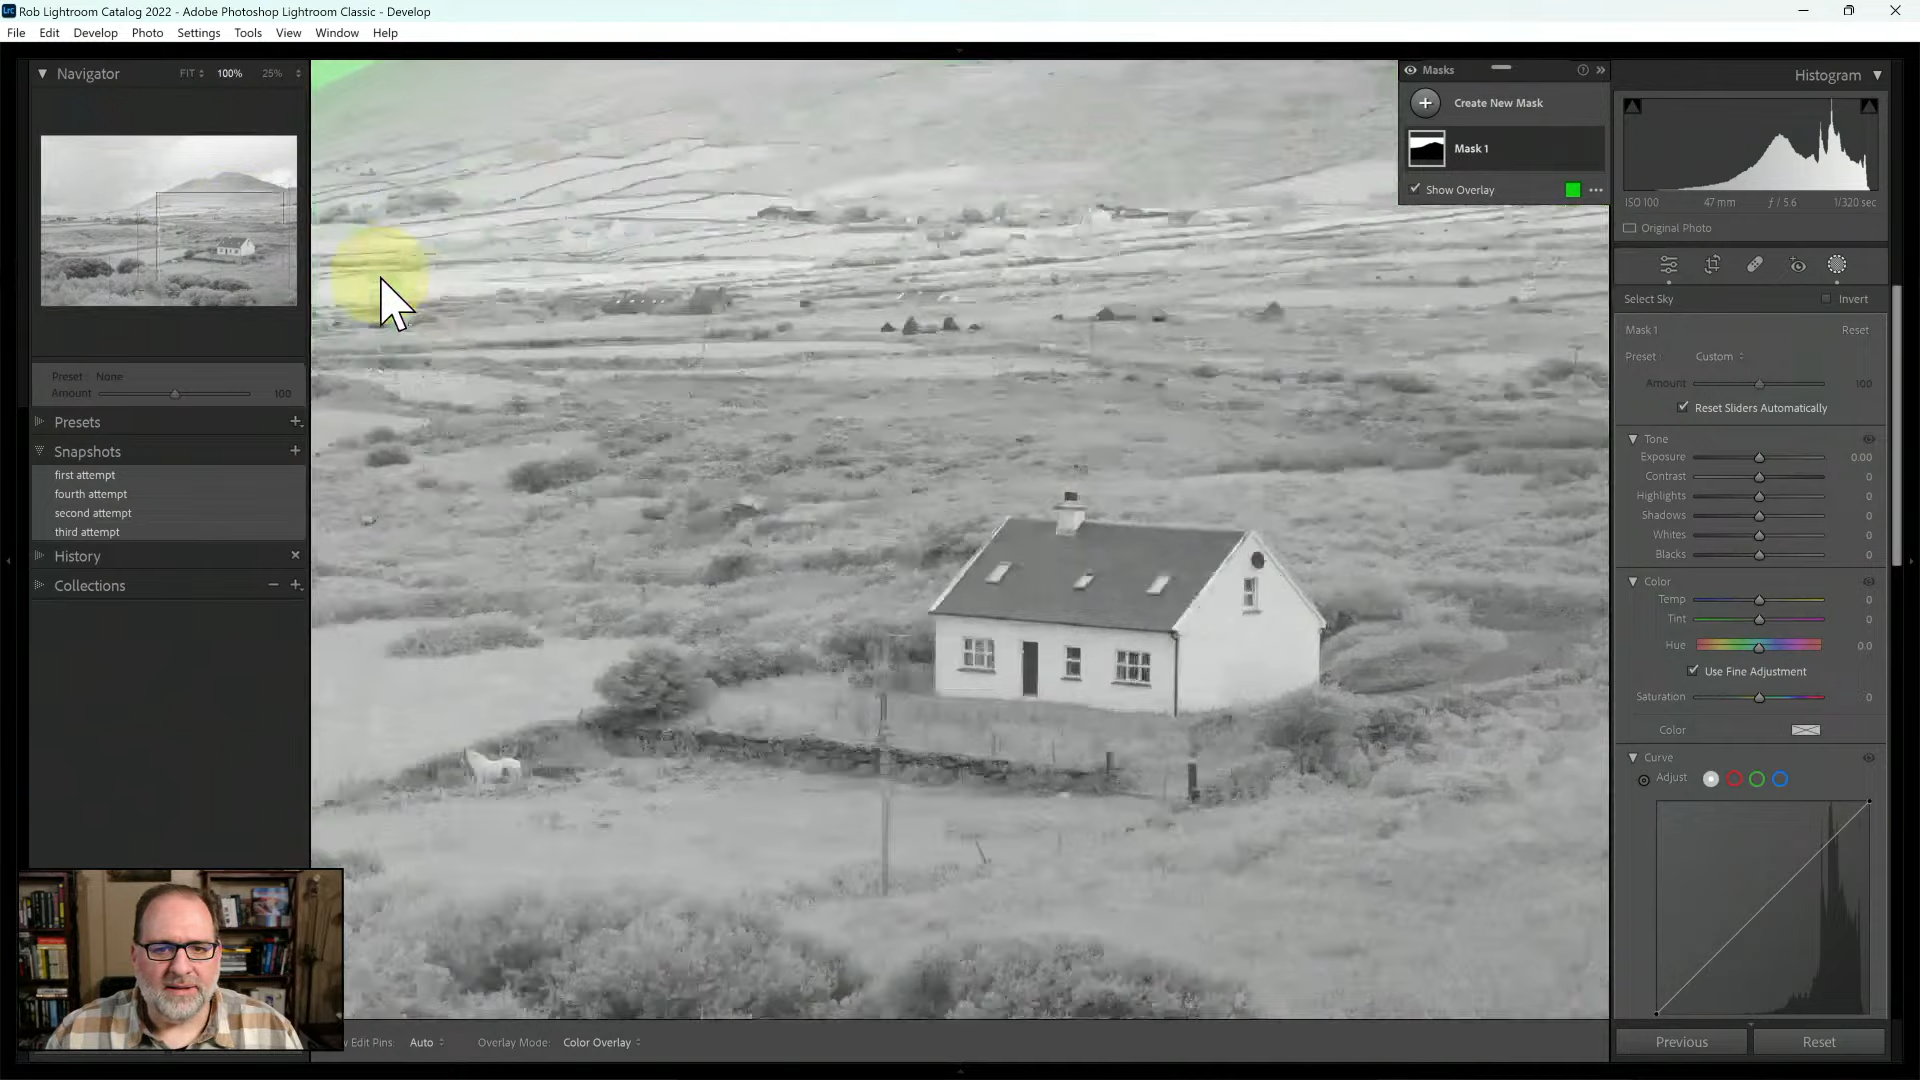 Lrc Rob Lightroom Catalog 2022 - Adobe Photoshop Lightroom Classic - Develop
File Edit Develop Photo Settings Tools View Window Help
Navigator FIT 100% 25%
Preset: None
Amount 100
Presets
Snapshots
first attempt
fourth attempt
second attempt
third attempt
History
Collections
Edit Pins: Auto Overlay Mode: Color Overlay
Masks
Create New Mask
Mask 1
Show Overlay
Histogram
ISO 100 47 mm ƒ / 5.6 1/320 sec
Original Photo
Select Sky Invert
Mask 1 Reset
Preset: Custom
Amount 100
Reset Sliders Automatically
Tone
Exposure 0.00
Contrast 0
Highlights 0
Shadows 0
Whites 0
Blacks 0
Color
Temp 0
Tint 0
Hue 0.0
Use Fine Adjustment
Saturation 0
Color
Curve
Adjust
Previous Reset